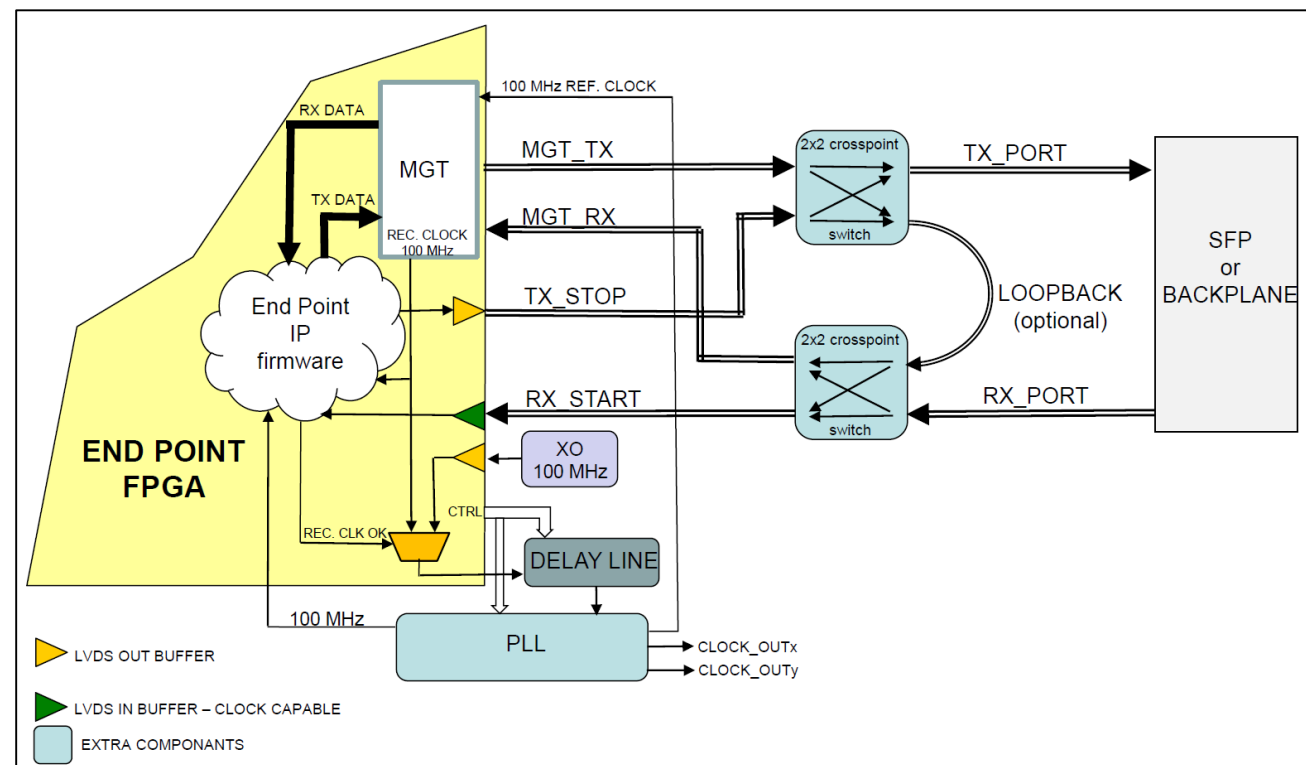 100 MHz REF. CLOCK
RX DATA
MGT
TX DATA
REC. CLOCK
100 MHz
MGT_TX
MGT_RX
TX_STOP
RX_START
2x2 crosspoint
switch
TX_PORT
LOOPBACK
(optional)
2x2 crosspoint
switch
RX_PORT
SFP
or
BACKPLANE
End Point
IP
firmware
END POINT
FPGA
XO
100 MHz
CTRL
REC. CLK OK
DELAY LINE
100 MHz
PLL
CLOCK_OUTx
CLOCK_OUTy
LVDS OUT BUFFER
LVDS IN BUFFER – CLOCK CAPABLE
EXTRA COMPONANTS